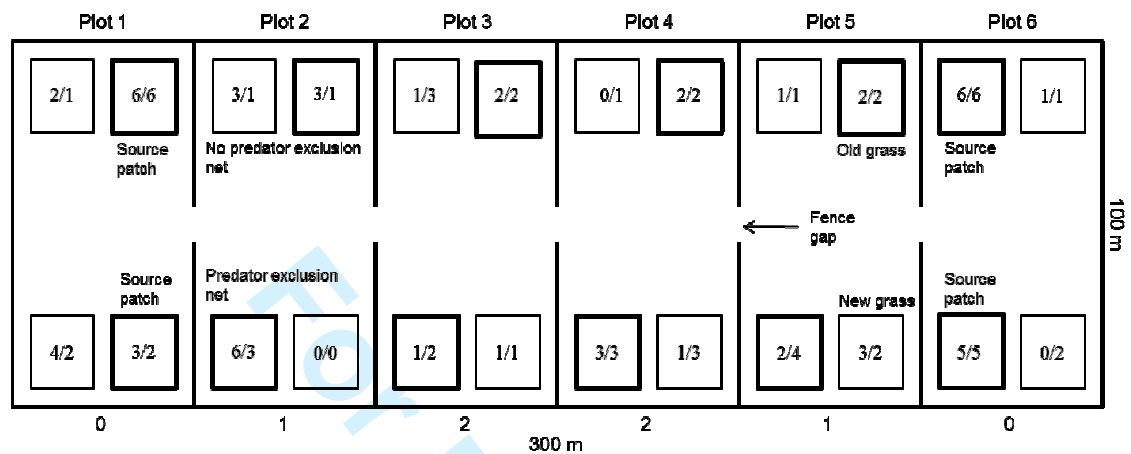 Plot 1 Plot 2 Plot 3 Plot 4 Plot 5 Plot 6
2/1 6/6 3/1 3/1 1/3 2/2 0/1 2/2 1/1 2/2 6/6 1/1
Source patch
No predator exclusion net
Old grass
Source patch
Fence gap
100 m
Source patch
Predator exclusion net
New grass
Source patch
4/2 3/2 6/3 0/0 1/2 1/1 3/3 1/3 2/4 3/2 5/5 0/2
0 1 2 2 1 0
300 m
For